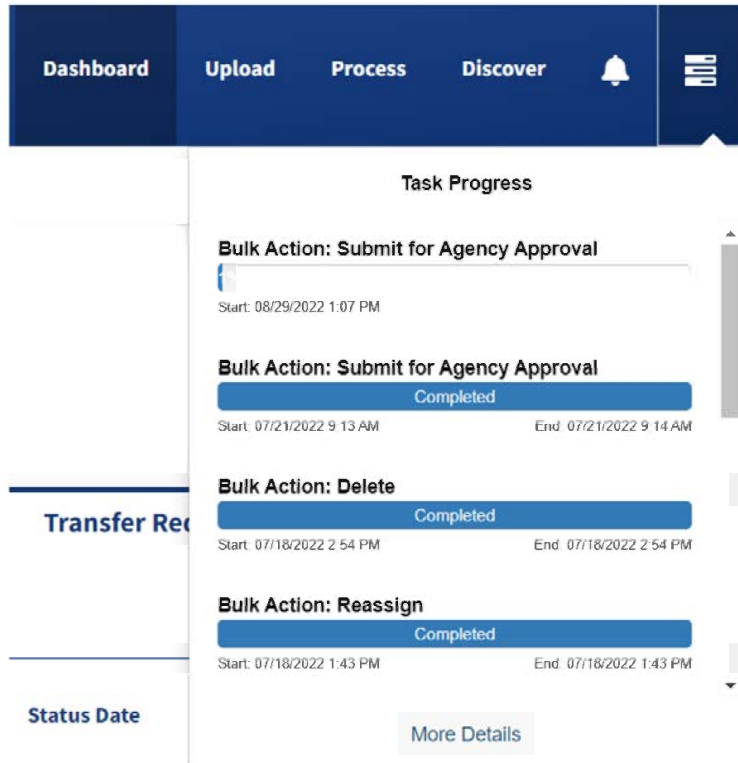 Dashboard Upload Process Discover
Task Progress
Bulk Action: Submit for Agency Approval
Start: 08/29/2022 1:07 PM
Bulk Action: Submit for Agency Approval
Completed
Start: 07/21/2022 9:13 AM End: 07/21/2022 9:14 AM
Bulk Action: Delete
Completed
Transfer Rec
Start: 07/18/2022 2:54 PM End: 07/18/2022 2:54 PM
Bulk Action: Reassign
Completed
Start: 07/18/2022 1:43 PM End: 07/18/2022 1:43 PM
Status Date
More Details